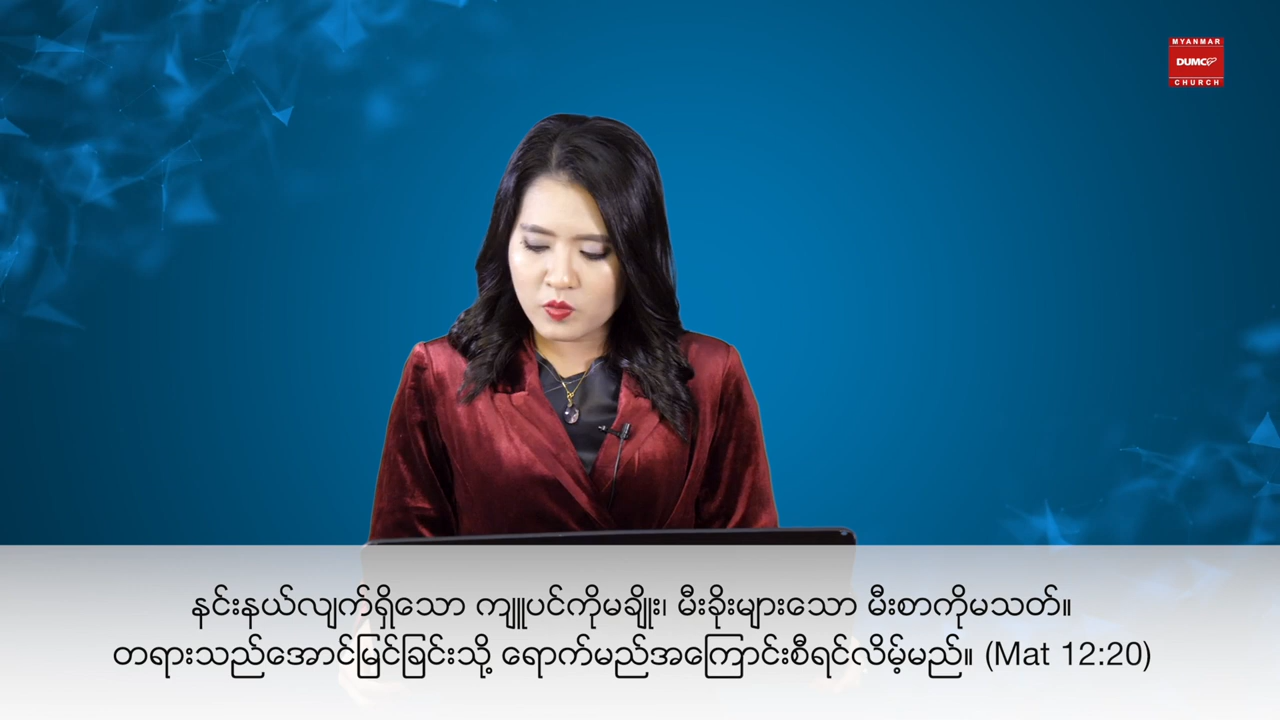 MYANMAR
DUMC
CHURCH
နင်းနယ်လျက်ရှိသော ကျူပင်ကိုမချိုး၊ မီးခိုးများသော မီးစာကိုမသတ်။
တရားသည်အောင်မြင်ခြင်းသို့ ရောက်မည်အကြောင်းစီရင်လိမ့်မည်။ (Mat 12:20)